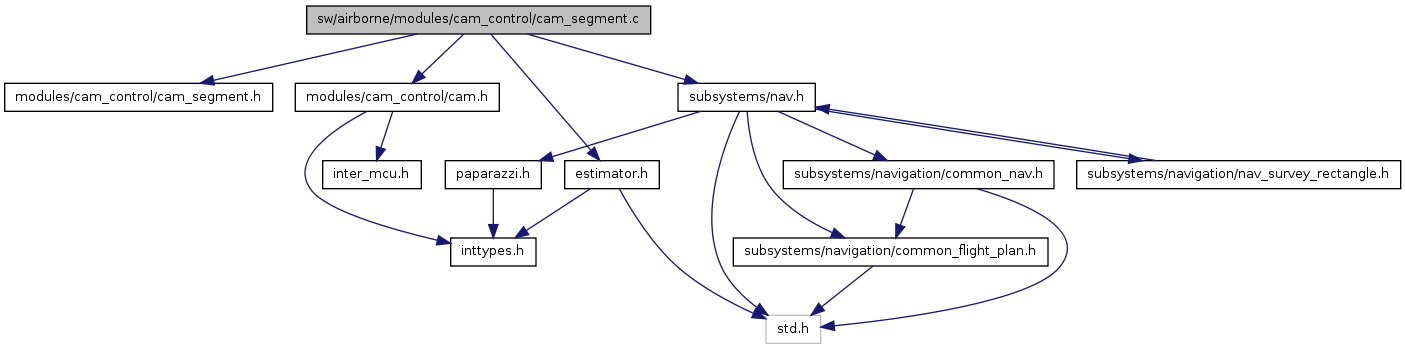 sw/airborne/modules/cam_control/cam_segment.c
modules/cam_control/cam_segment.h
modules/cam_control/cam.h
subsystems/nav.h
inter_mcu.h
paparazzi.h
estimator.h
subsystems/navigation/common_nav.h
subsystems/navigation/nav_survey_rectangle.h
inttypes.h
subsystems/navigation/common_flight_plan.h
std.h